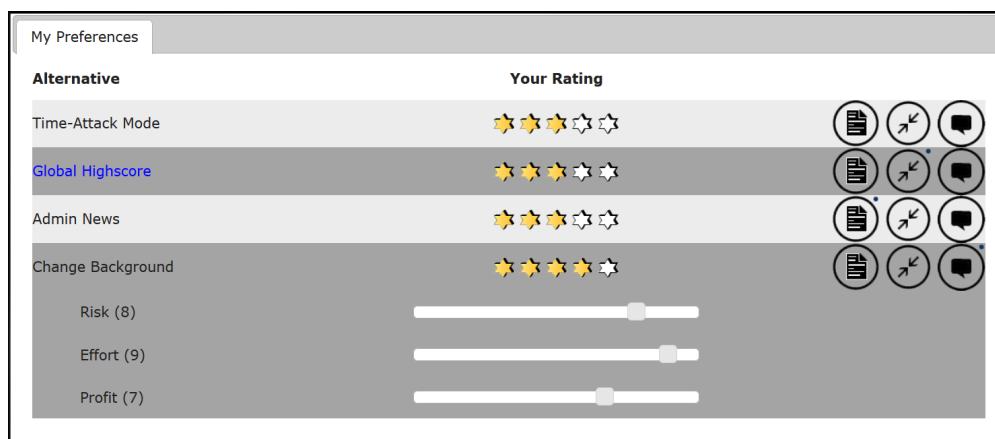 My Preferences
Alternative Your Rating
Time-Attack Mode
Global Highscore
Admin News
Change Background
Risk (8)
Effort (9)
Profit (7)